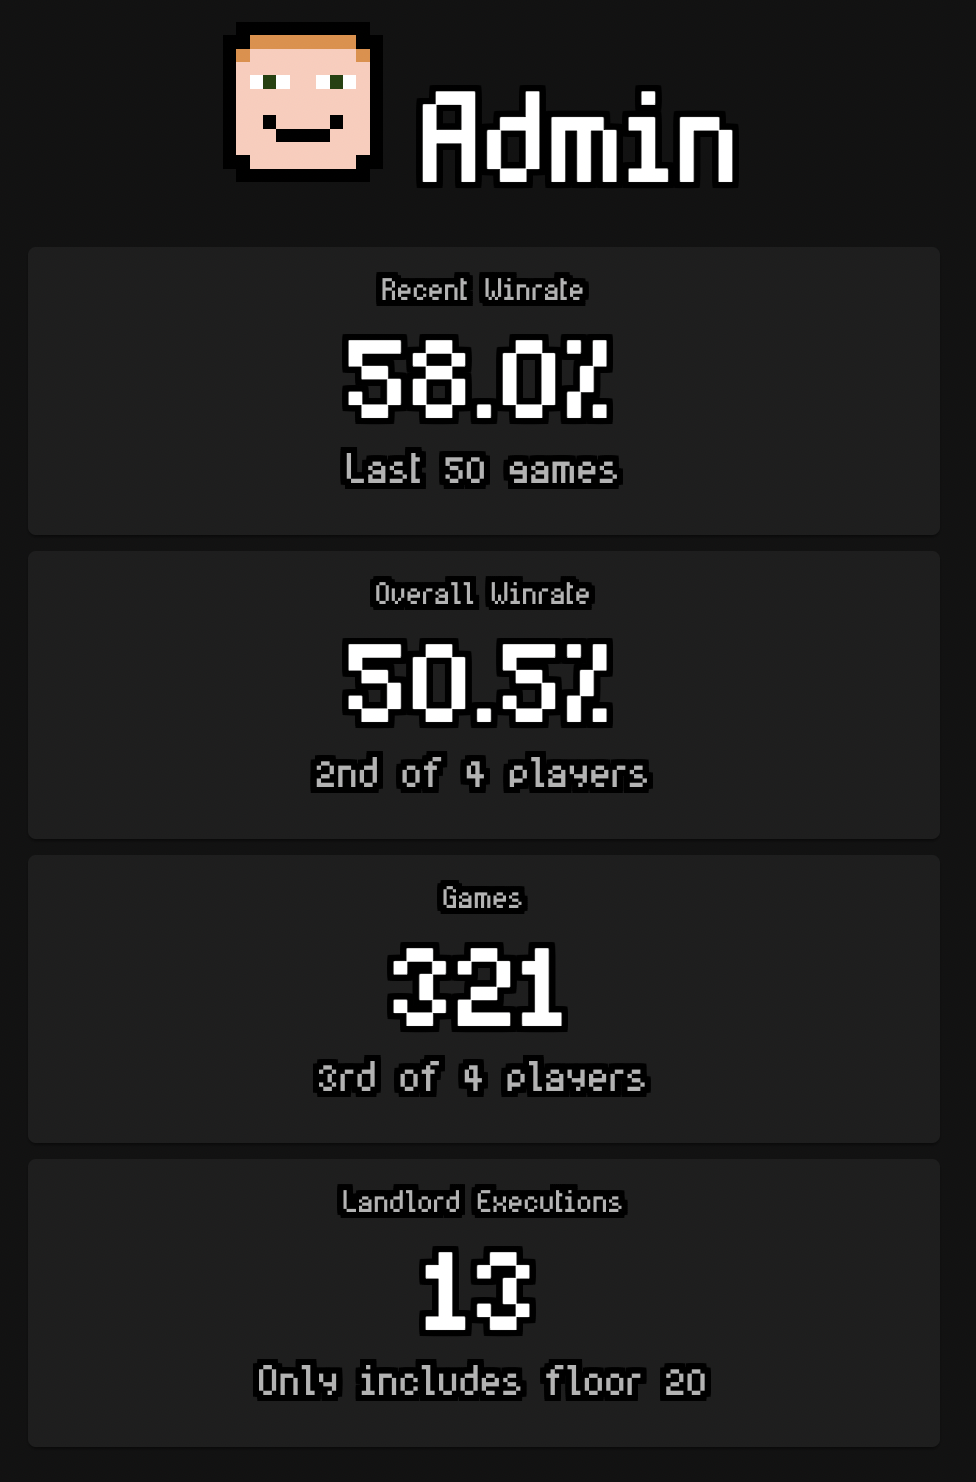 Admin
Recent Winrate
58.0%
Last 50 games
Overall Winrate
50.5%
2nd of 4 players
Games
321
3rd of 4 players
Landlord Executions
13
Only includes floor 20